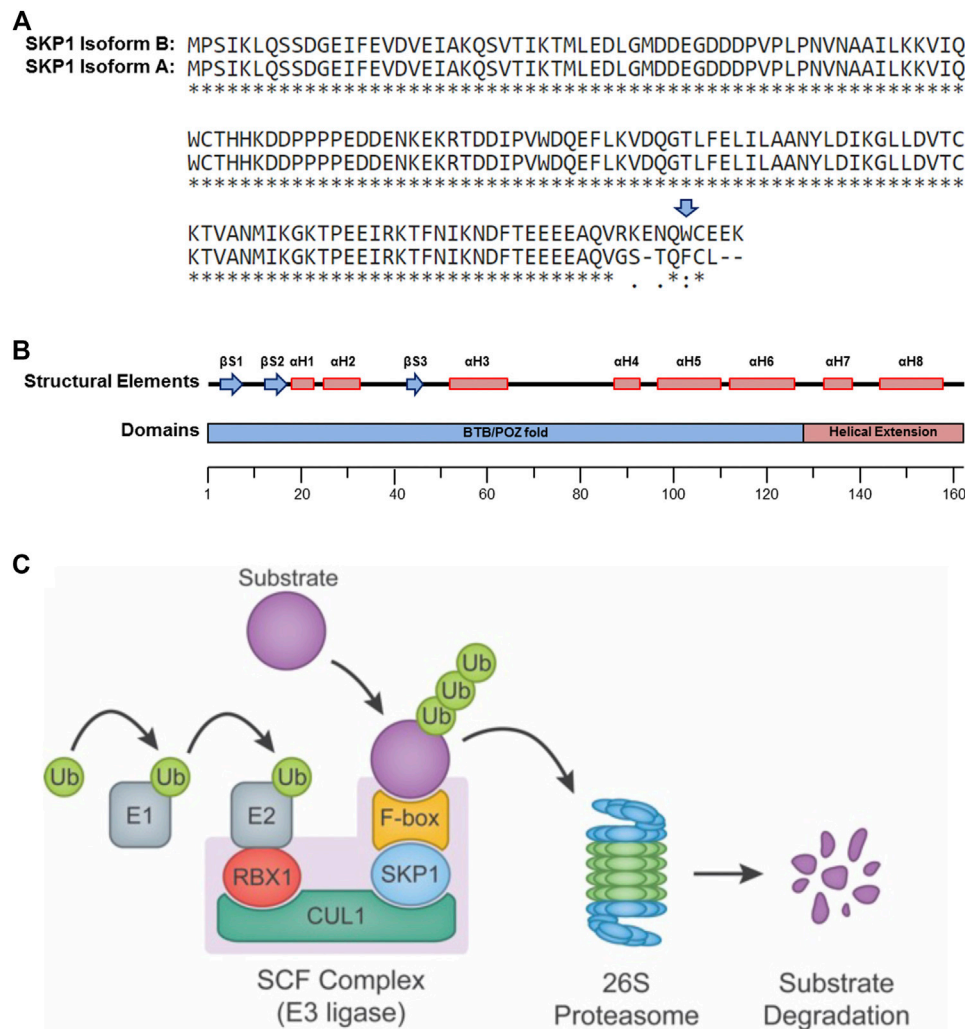 A
SKP1 Isoform B: MPSIKLQSSDGEIFEVDVEIAKQSVTIKTMLEDLGMDDEGDDDPVPLPNVNAAILKKVIQ
SKP1 Isoform A: MPSIKLQSSDGEIFEVDVEIAKQSVTIKTMLEDLGMDDEGDDDPVPLPNVNAAILKKVIQ
************************************************************
WCTHHKDDPPPPEDDENKEKRTDDIPVWDQEFLKVDQGTLFELILAANYLDIKGLLDVTC
WCTHHKDDPPPPEDDENKEKRTDDIPVWDQEFLKVDQGTLFELILAANYLDIKGLLDVTC
************************************************************
KTVANMIKGKTPEEIRKTFNIKNDFTEEEEAQVRKENQWCEEK
KTVANMIKGKTPEEIRKTFNIKNDFTEEEEAQVGS-TQFCL--
********************************* . .*:*
B
βS1 βS2 αH1 αH2 βS3 αH3 αH4 αH5 αH6 αH7 αH8
Structural Elements
Domains BTB/POZ fold Helical Extension
1 20 40 60 80 100 120 140 160
C
Substrate
Ub
Ub
Ub
Ub Ub Ub
E1 E2 F-box
RBX1 SKP1
CUL1
SCF Complex
(E3 ligase)
26S
Proteasome
Substrate
Degradation